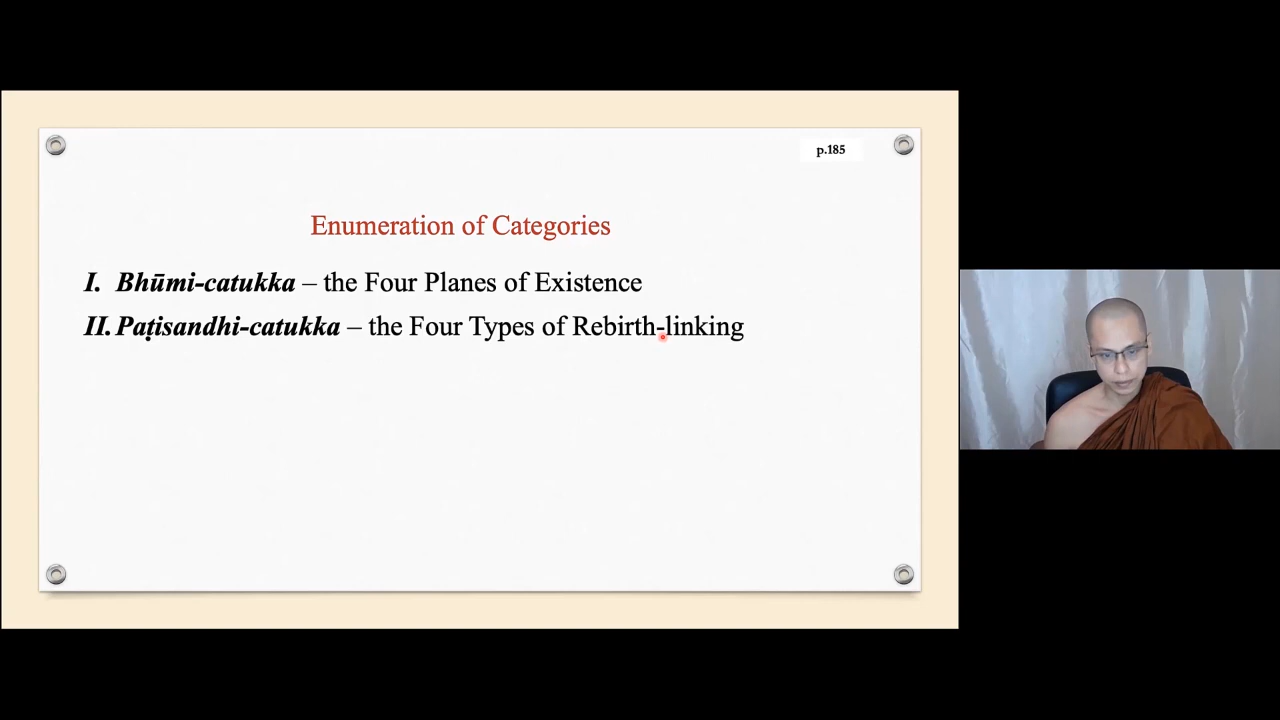 p.185
Enumeration of Categories
I. Bhūmi-catukka – the Four Planes of Existence
II. Paṭisandhi-catukka – the Four Types of Rebirth-linking